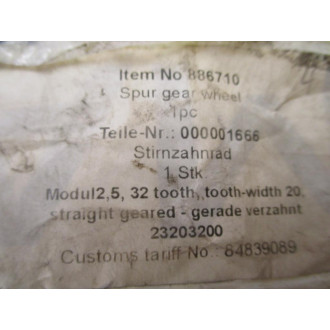 Item No 886710
Spur gear wheel
1pc
Teile-Nr.: 000001666
Stirnzahnrad
1 Stk
Modul2,5, 32 tooth, tooth-width 20,
straight geared - gerade verzahnt
23203200
Customs tariff-No.: 84839089